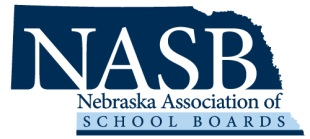 NASB
Nebraska Association of
SCHOOL BOARDS